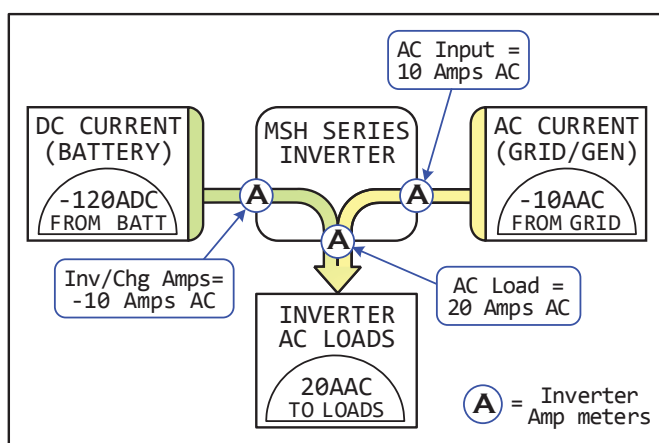 AC Input =
10 Amps AC
DC CURRENT
(BATTERY)
-120ADC
FROM BATT
MSH SERIES
INVERTER
AC CURRENT
(GRID/GEN)
-10AAC
FROM GRID
A
A
A
Inv/Chg Amps=
-10 Amps AC
AC Load =
20 Amps AC
INVERTER
AC LOADS
20AAC
TO LOADS
A = Inverter
Amp meters